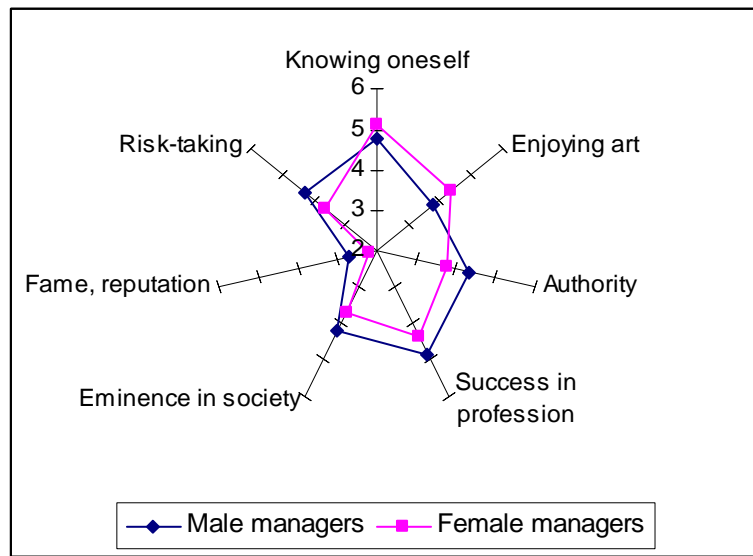 Knowing oneself
6
5
4
3
2
Risk-taking
Enjoying art
Fame, reputation
Authority
Eminence in society
Success in
profession
Male managers
Female managers